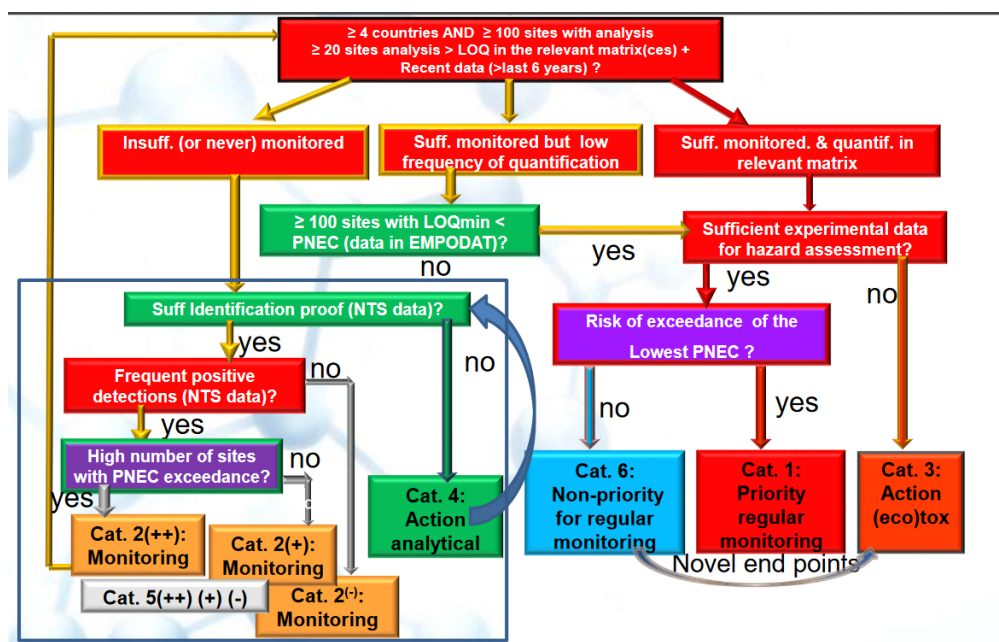 ≥ 4 countries AND ≥ 100 sites with analysis
≥ 20 sites analysis > LOQ in the relevant matrix(ces) +
Recent data (>last 6 years) ?
Insuff. (or never) monitored
Suff. monitored but low
frequency of quantification
Suff. monitored. & quantif. in
relevant matrix
≥ 100 sites with LOQmin <
PNEC (data in EMPODAT)?
yes
no
Sufficient experimental data
for hazard assessment?
yes
no
Suff Identification proof (NTS data)?
yes
no
Risk of exceedance of the
Lowest PNEC ?
no
yes
Frequent positive
detections (NTS data)?
no
yes
High number of sites
with PNEC exceedance?
no
yes
Cat. 4:
Action
analytical
Cat. 6:
Non-priority
for regular
monitoring
Cat. 1:
Priority
regular
monitoring
Cat. 3:
Action
(eco)tox
Novel end points
Cat. 2(++):
Monitoring
Cat. 2(+):
Monitoring
Cat. 5(++) (+) (-)
Cat. 2(-):
Monitoring